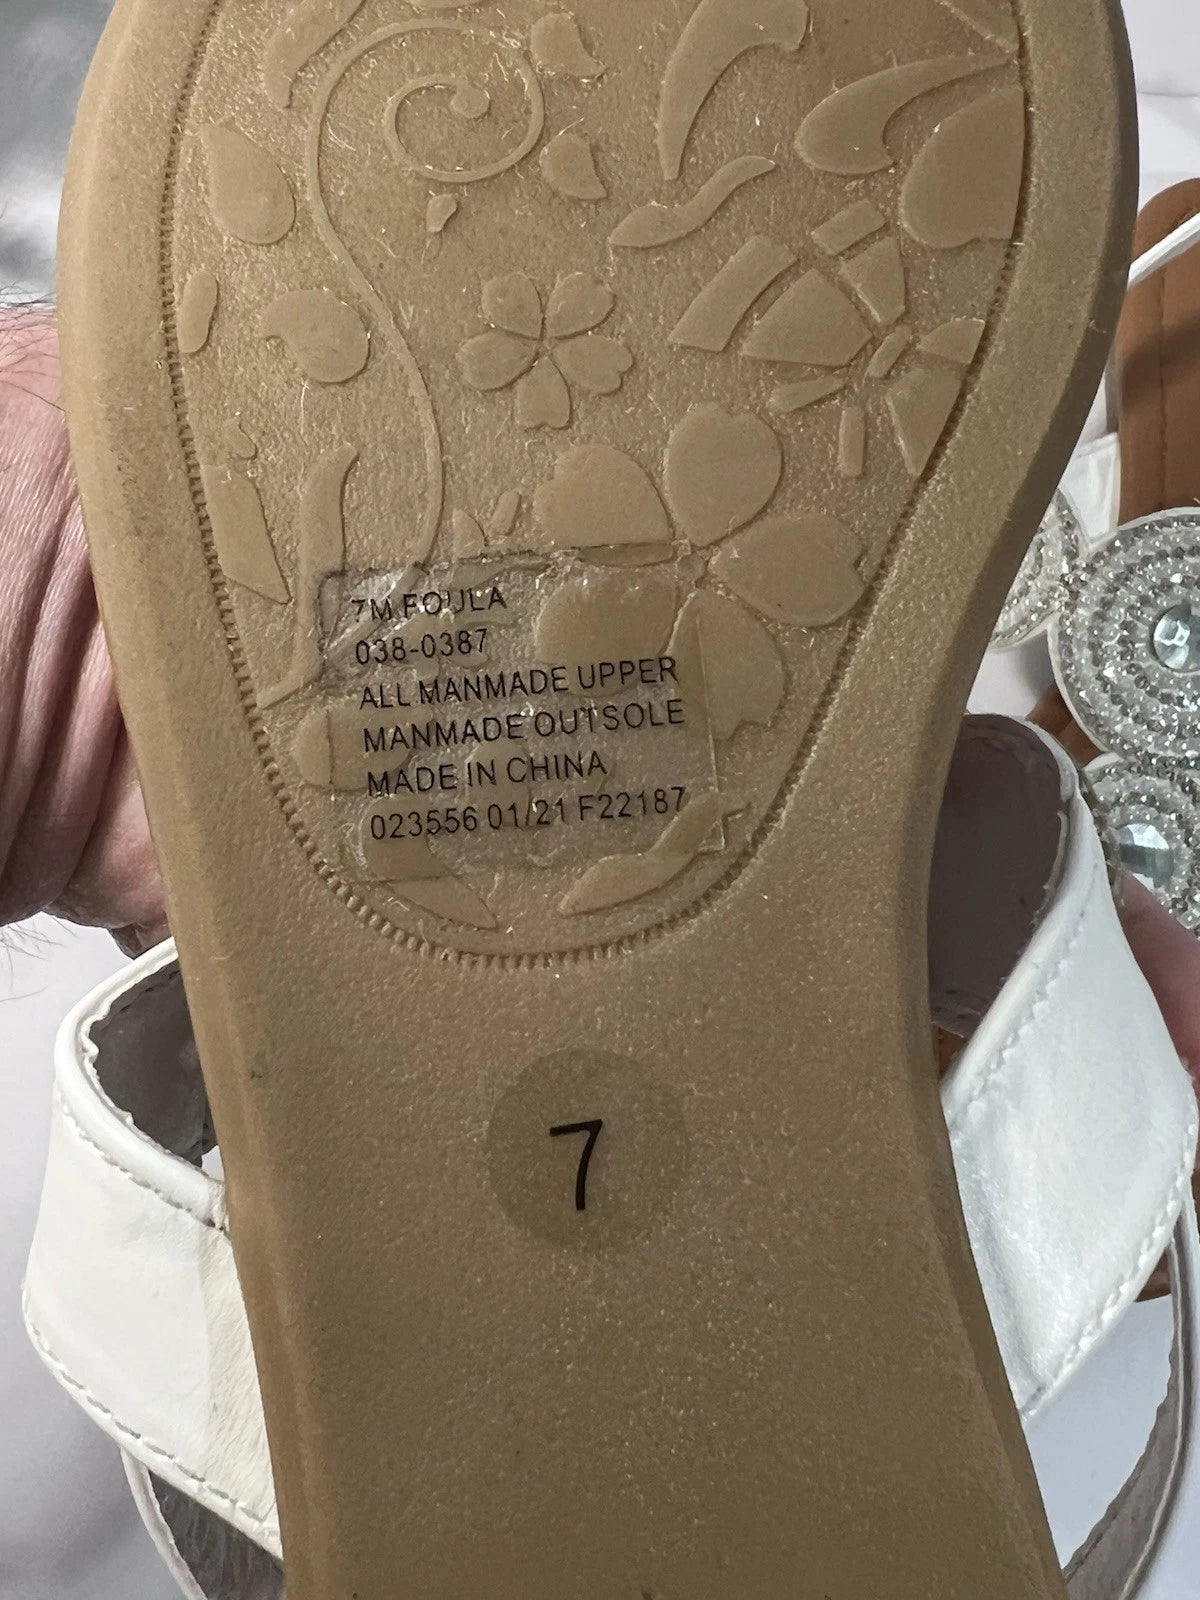 7M FOULA
038-0387
ALL MANMADE UPPER
MANMADE OUTSOLE
MADE IN CHINA
023556 01/21 F22187
7